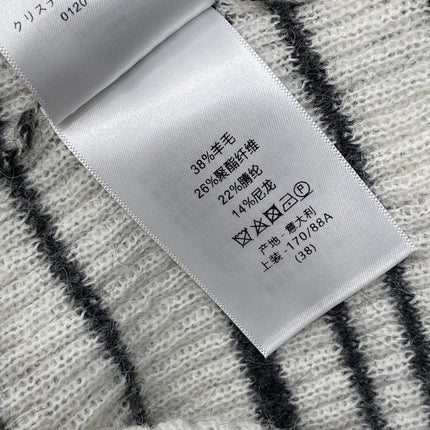 クリスチ
0120
38%羊毛
26%聚酯纤维
22%腈纶
14%尼龙
P
产地 - 意大利
上装 - 170/88A
(38)